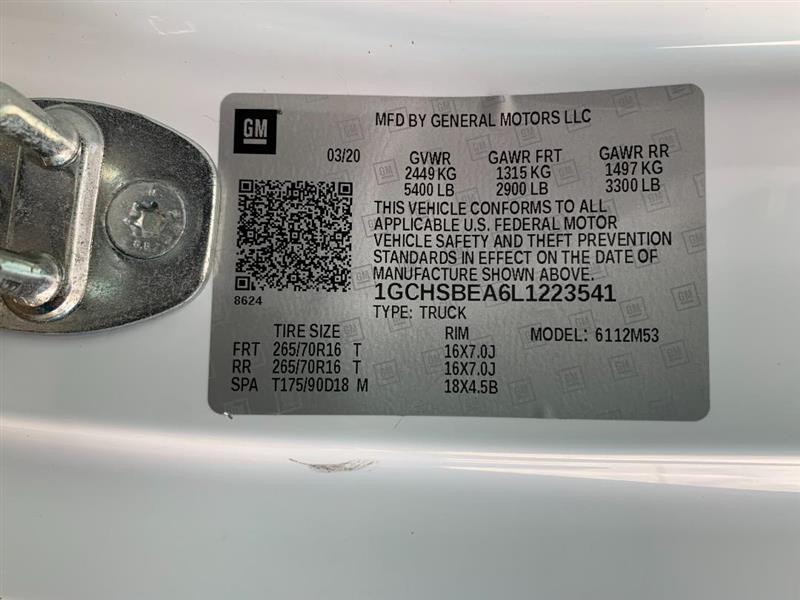 GM
MFD BY GENERAL MOTORS LLC
03/20 GVWR GAWR FRT GAWR RR
2449 KG 1315 KG 1497 KG
5400 LB 2900 LB 3300 LB
THIS VEHICLE CONFORMS TO ALL
APPLICABLE U.S. FEDERAL MOTOR
VEHICLE SAFETY AND THEFT PREVENTION
STANDARDS IN EFFECT ON THE DATE OF
MANUFACTURE SHOWN ABOVE.
8624 1GCHSBEA6L1223541
TYPE: TRUCK
TIRE SIZE RIM MODEL: 6112M53
FRT 265/70R16 T 16X7.0J
RR 265/70R16 T 16X7.0J
SPA T175/90D18 M 18X4.5B